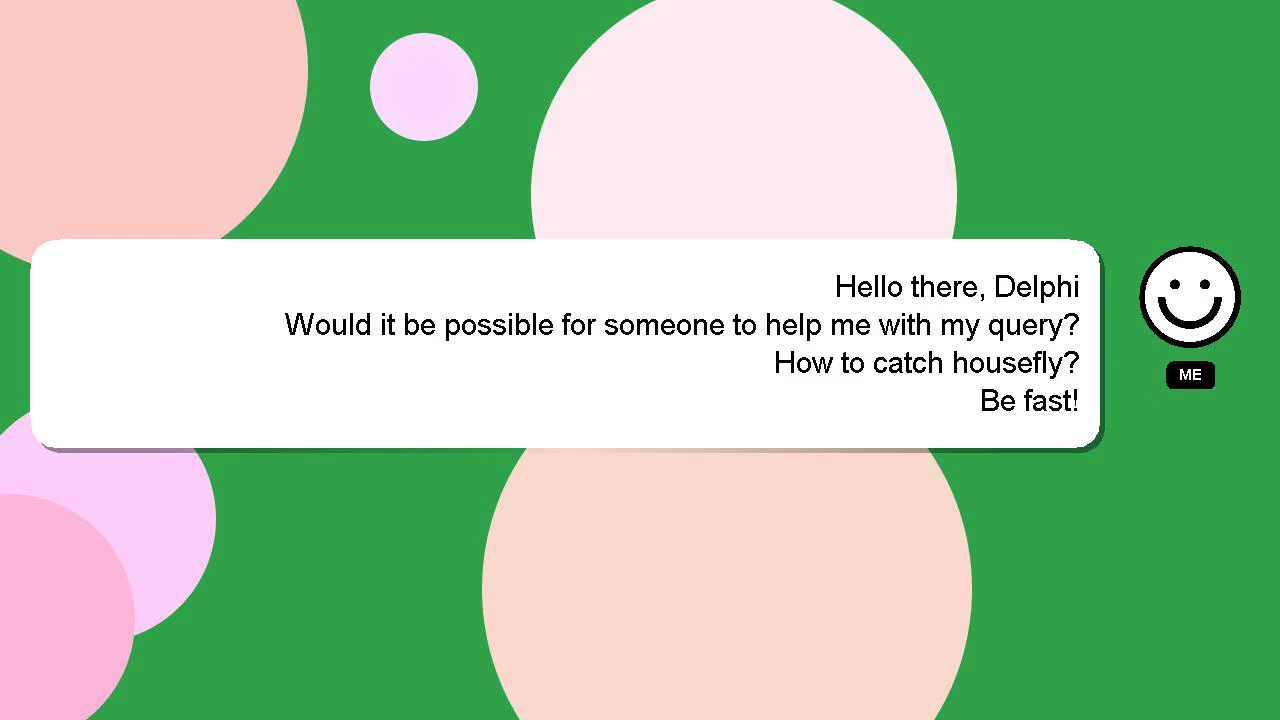 Hello there, Delphi
Would it be possible for someone to help me with my query?
How to catch housefly?
Be fast!
ME